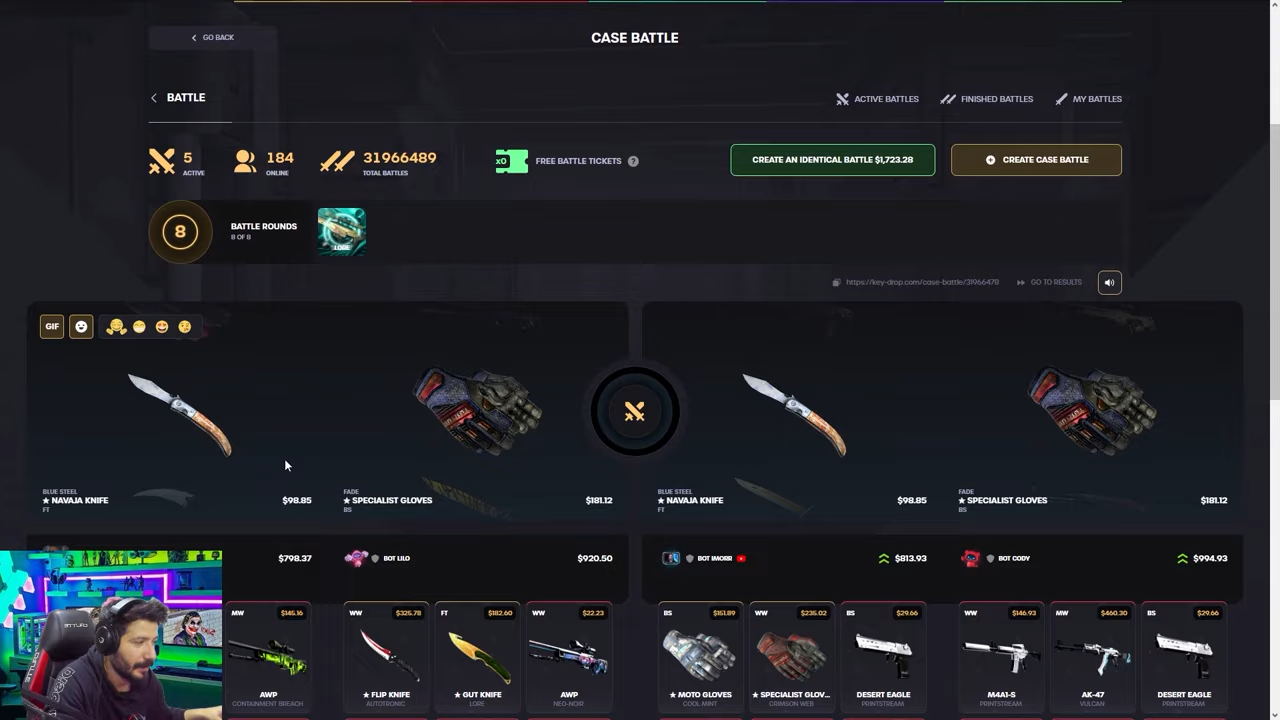 GO BACK
CASE BATTLE
BATTLE
ACTIVE BATTLES
FINISHED BATTLES
MY BATTLES
5
ACTIVE
184
ONLINE
31966489
TOTAL BATTLES
x0
FREE BATTLE TICKETS
?
CREATE AN IDENTICAL BATTLE $1,723.28
CREATE CASE BATTLE
8
BATTLE ROUNDS
8 OF 8
LORE
https://key-drop.com/case-battle/31966470
GO TO RESULTS
GIF
BLUE STEEL
★ NAVAJA KNIFE
FT
$98.85
FADE
★ SPECIALIST GLOVES
BS
$181.12
BLUE STEEL
★ NAVAJA KNIFE
FT
$98.85
FADE
★ SPECIALIST GLOVES
BS
$181.12
$798.37
BOT LILO
$920.50
BOT IMORR
$813.93
BOT CODY
$994.93
MW
$145.16
AWP
CONTAINMENT BREACH
WW
$325.78
★ FLIP KNIFE
AUTOTRONIC
FT
$182.60
★ GUT KNIFE
LORE
WW
$22.23
AWP
NEO-NOIR
BS
$151.89
★ MOTO GLOVES
COOL MINT
WW
$235.02
★ SPECIALIST GLOV...
CRIMSON WEB
BS
$29.66
DESERT EAGLE
PRINTSTREAM
WW
$146.93
M4A1-S
PRINTSTREAM
MW
$460.30
AK-47
VULCAN
BS
$29.66
DESERT EAGLE
PRINTSTREAM